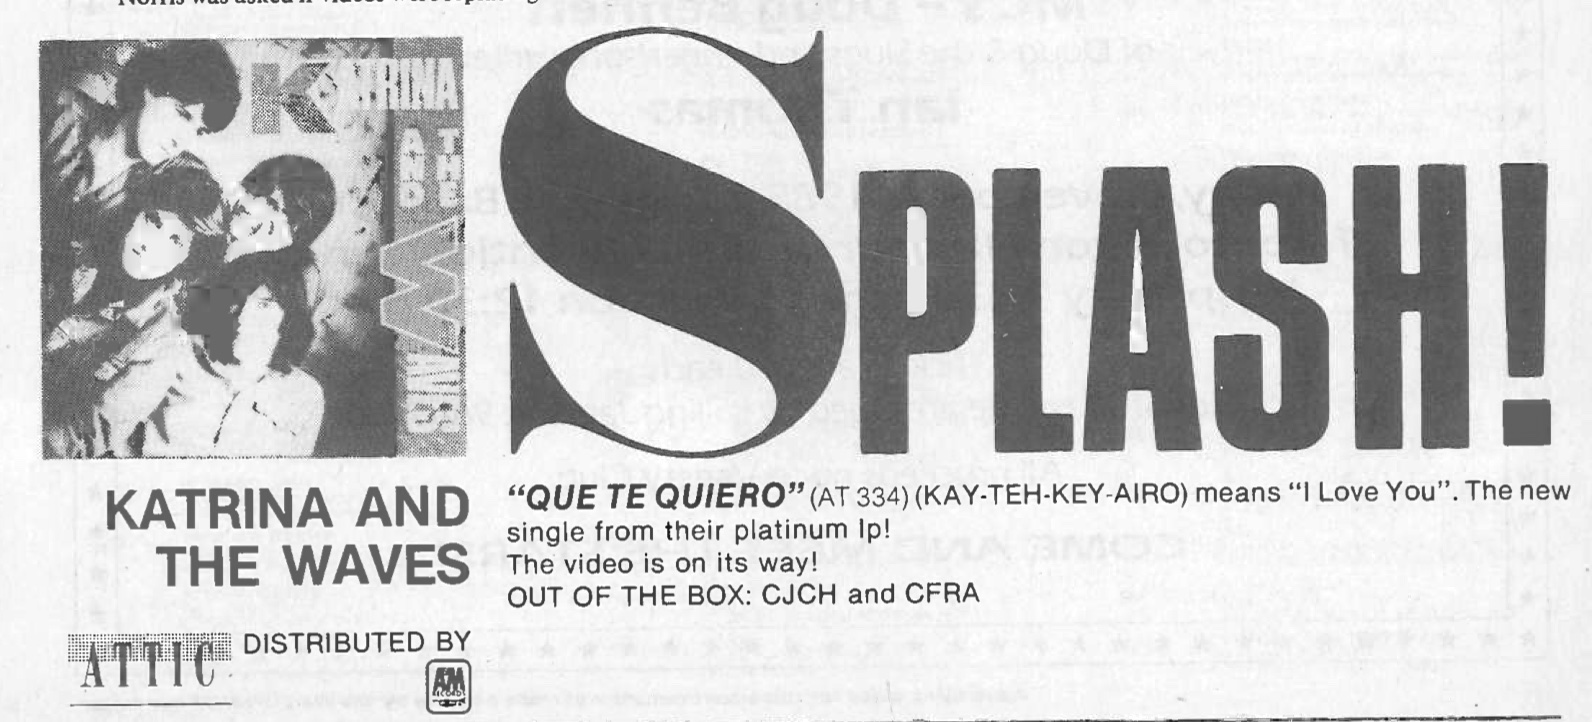 KATRINA
AND THE
WAVES
SPLASH!
KATRINA AND
THE WAVES
"QUE TE QUIERO" (AT 334) (KAY-TEH-KEY-AIRO) means "I Love You". The new
single from their platinum lp!
The video is on its way!
OUT OF THE BOX: CJCH and CFRA
ATTIC DISTRIBUTED BY
A&M
RECORDS